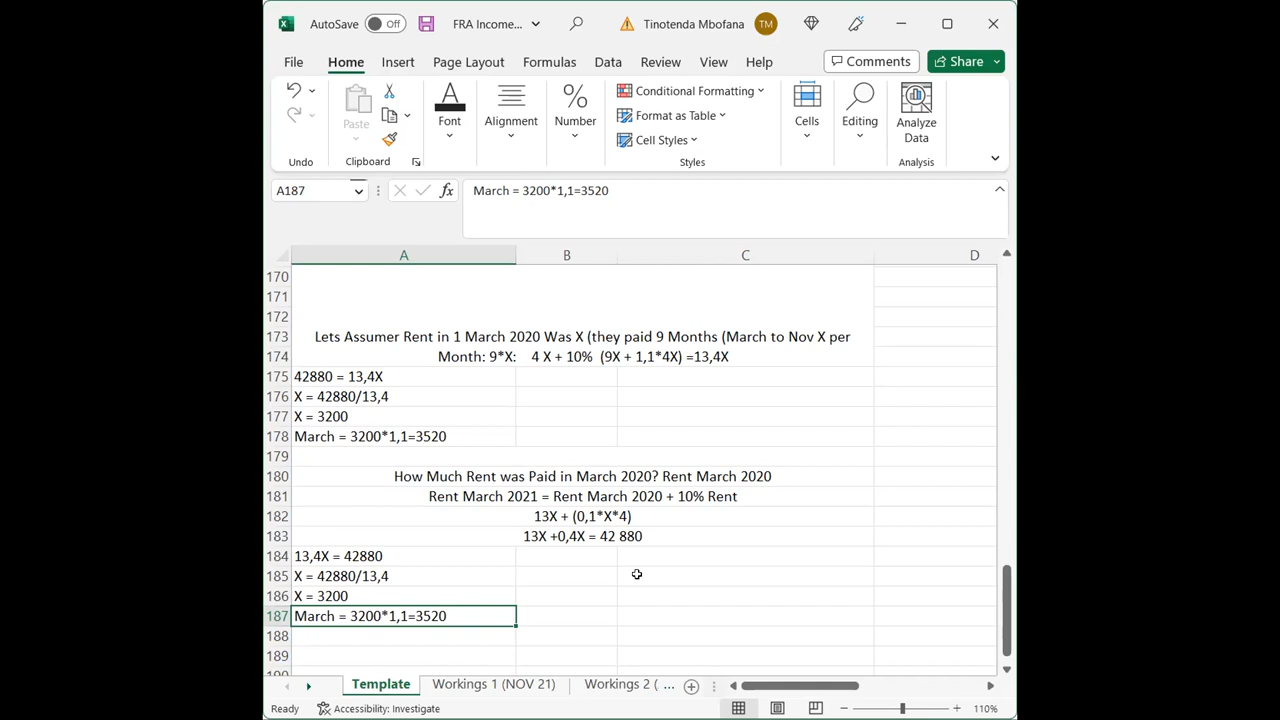 AutoSave Off FRA Income... Tinotenda Mbofana TM
File Home Insert Page Layout Formulas Data Review View Help Comments Share
Paste Font Alignment Number Conditional Formatting Format as Table Cell Styles Cells Editing Analyze Data
Undo Clipboard Styles Analysis
A187 fx March = 3200*1,1=3520
A B C D
170
171
172
173 Lets Assumer Rent in 1 March 2020 Was X (they paid 9 Months (March to Nov X per
174 Month: 9*X: 4 X + 10% (9X + 1,1*4X) =13,4X
175 42880 = 13,4X
176 X = 42880/13,4
177 X = 3200
178 March = 3200*1,1=3520
179
180 How Much Rent was Paid in March 2020? Rent March 2020
181 Rent March 2021 = Rent March 2020 + 10% Rent
182 13X + (0,1*X*4)
183 13X +0,4X = 42 880
184 13,4X = 42880
185 X = 42880/13,4
186 X = 3200
187 March = 3200*1,1=3520
188
189
Template Workings 1 (NOV 21) Workings 2 ( ...
Ready Accessibility: Investigate 110%